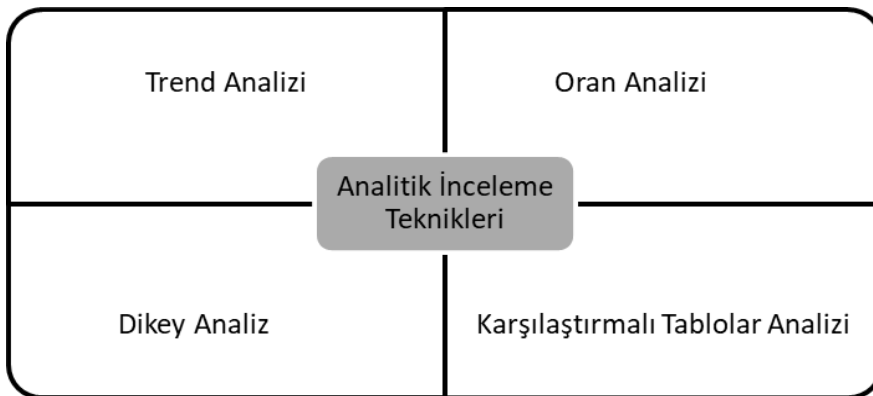 Trend Analizi
Oran Analizi
Analitik İnceleme
Teknikleri
Dikey Analiz
Karşılaştırmalı Tablolar Analizi